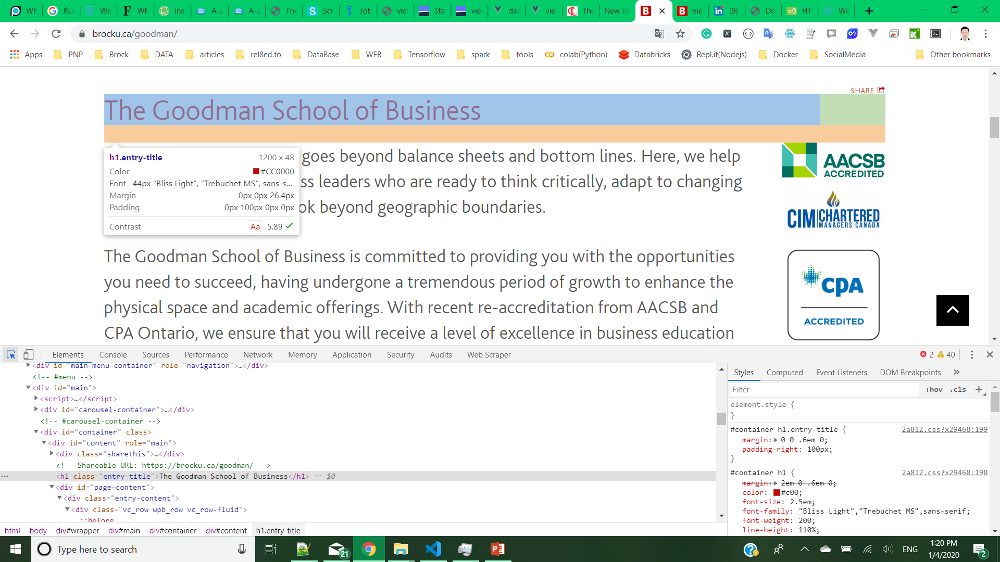 Wh
爬
We
Wh
Ins
A-Z
A-Z
The
Scr
Job
vie
Sta
vie
dai
vie
The
New Ta
vie
(9)
Do
HT
We
brocku.ca/goodman/
Apps
PNP
Brock
DATA
articles
rel8ed.to
DataBase
WEB
Tensorflow
spark
tools
colab(Python)
Databricks
Repl.it(Nodejs)
Docker
SocialMedia
Other bookmarks
SHARE
The Goodman School of Business
h1.entry-title 1200 × 48
Color #CC0000
Font 44px "Bliss Light", "Trebuchet MS", sans-s...
Margin 0px 0px 26.4px
Padding 0px 100px 0px 0px
Contrast Aa 5.89
goes beyond balance sheets and bottom lines. Here, we help
ss leaders who are ready to think critically, adapt to changing
ok beyond geographic boundaries.
The Goodman School of Business is committed to providing you with the opportunities
you need to succeed, having undergone a tremendous period of growth to enhance the
physical space and academic offerings. With recent re-accreditation from AACSB and
CPA Ontario, we ensure that you will receive a level of excellence in business education
AACSB
ACCREDITED
CIM CHARTERED
MANAGERS CANADA
CPA
ACCREDITED
Elements Console Sources Performance Network Memory Application Security Audits Web Scraper 2 40
<div id="main-menu-container" role="navigation">…</div>
<!-- #menu -->
<div id="main">
<script>…</script>
<div id="carousel-container">…</div>
<!-- #carousel-container -->
<div id="container" class>
<div id="content" role="main">
<div class="sharethis">…</div>
<!-- Shareable URL: https://brocku.ca/goodman/ -->
<h1 class="entry-title">The Goodman School of Business</h1> == $0
<div id="page-content">
<div class="entry-content">
<div class="vc_row wpb_row vc_row-fluid">
::before
html body div#wrapper div#main div#container div#content h1.entry-title
Styles Computed Event Listeners DOM Breakpoints »
Filter :hov .cls +
element.style {
}
#container h1.entry-title { 2a812.css?x29468:199
margin: 0 0 .6em 0;
padding-right: 100px;
}
#container h1 { 2a812.css?x29468:198
margin: 2em 0 .6em 0;
color: #c00;
font-size: 2.5em;
font-family: "Bliss Light","Trebuchet MS",sans-serif;
font-weight: 200;
line-height: 110%;
Type here to search
21
ENG
1:20 PM
1/4/2020
2